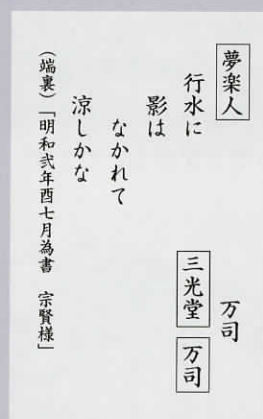 夢楽人
行水に
影は
なかれて
涼しかな
万司
三光堂 万司
(端裏)「明和弐年酉七月為書 宗賢様」